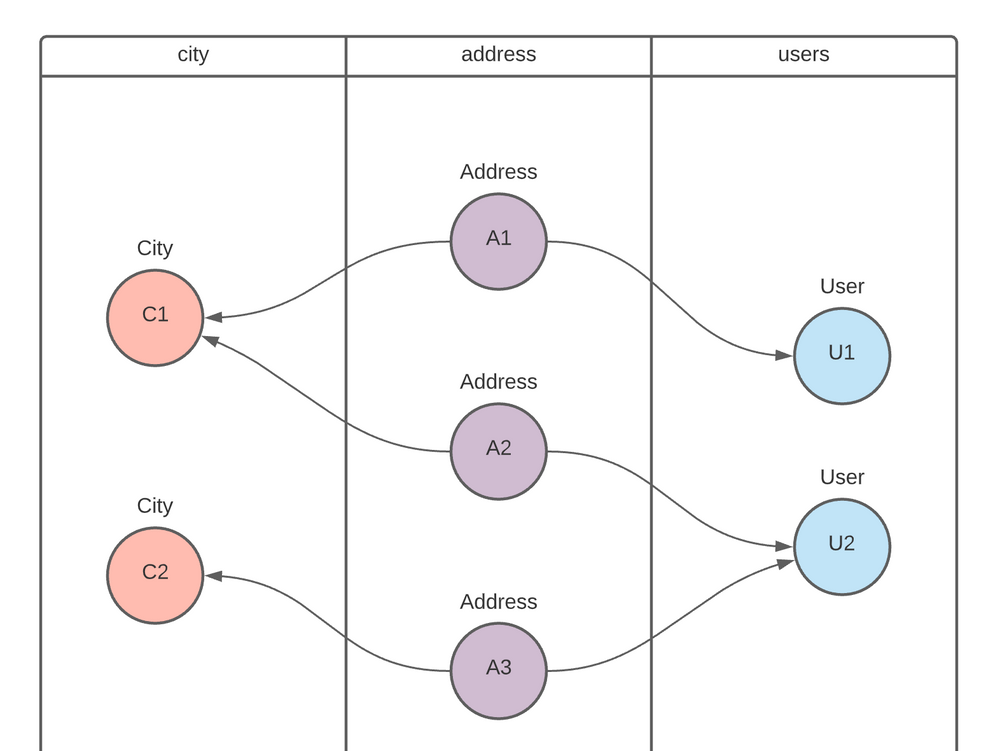 city address users
Address
A1
City
C1
User
U1
Address
A2
User
U2
City
C2
Address
A3